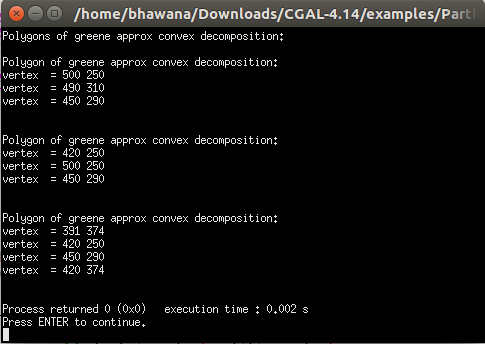 /home/bhawana/Downloads/CGAL-4.14/examples/Parti
Polygons of greene approx convex decomposition:
Polygon of greene approx convex decomposition:
vertex  = 500 250
vertex  = 490 310
vertex  = 450 290
Polygon of greene approx convex decomposition:
vertex  = 420 250
vertex  = 500 250
vertex  = 450 290
Polygon of greene approx convex decomposition:
vertex  = 391 374
vertex  = 420 250
vertex  = 450 290
vertex  = 420 374
Process returned 0 (0x0)   execution time : 0.002 s
Press ENTER to continue.